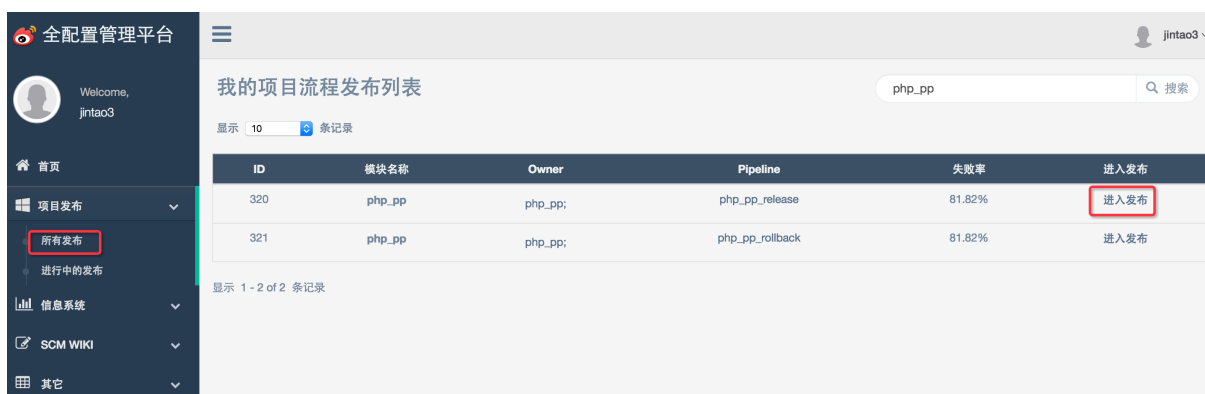 全配置管理平台
jintao3
Welcome,
jintao3
我的项目流程发布列表
php_pp
搜索
显示 10 条记录
首页
项目发布
所有发布
进行中的发布
信息系统
SCM WIKI
其它
ID 模块名称 Owner Pipeline 失败率 进入发布
320 php_pp php_pp; php_pp_release 81.82% 进入发布
321 php_pp php_pp; php_pp_rollback 81.82% 进入发布
显示 1 - 2 of 2 条记录